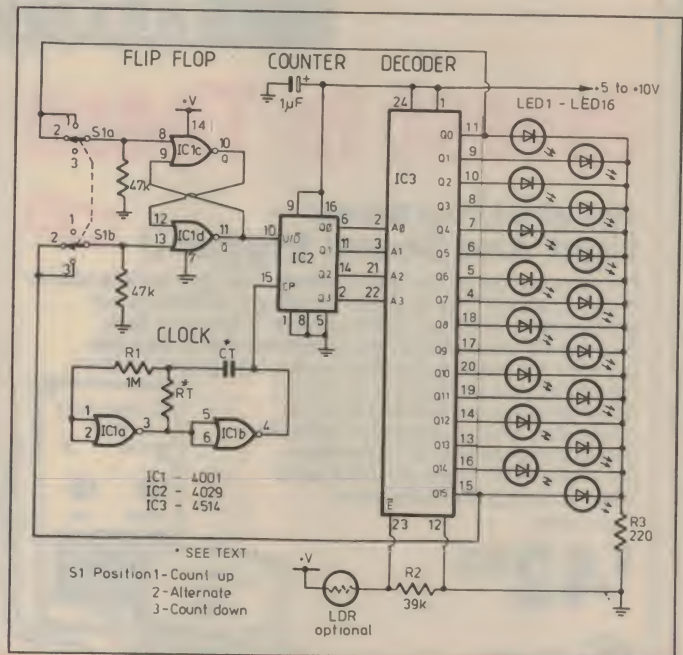 FLIP FLOP COUNTER DECODER
+V
1µF
+5 to +10V
LED1 - LED16
1
2
3
S1a
47k
8
9
14
IC1c
10
Q
12
13
IC1d
11
Q
7
1
2
3
S1b
47k
9
16
10
U/D
IC2
15
CP
Q0
Q1
Q2
Q3
6
11
14
2
1
8
5
2
3
21
22
A0
A1
A2
A3
24
1
IC3
Q0 11
Q1 9
Q2 10
Q3 8
Q4 7
Q5 6
Q6 5
Q7 4
Q8 18
Q9 17
Q10 20
Q11 19
Q12 14
Q13 13
Q14 16
Q15 15
E
23
12
CLOCK
R1
1M
CT*
RT*
1
2
IC1a
3
5
6
IC1b
4
IC1 - 4001
IC2 - 4029
IC3 - 4514
* SEE TEXT
S1 Position 1-Count up
2-Alternate
3-Count down
+V
LDR
optional
R2
39k
R3
220